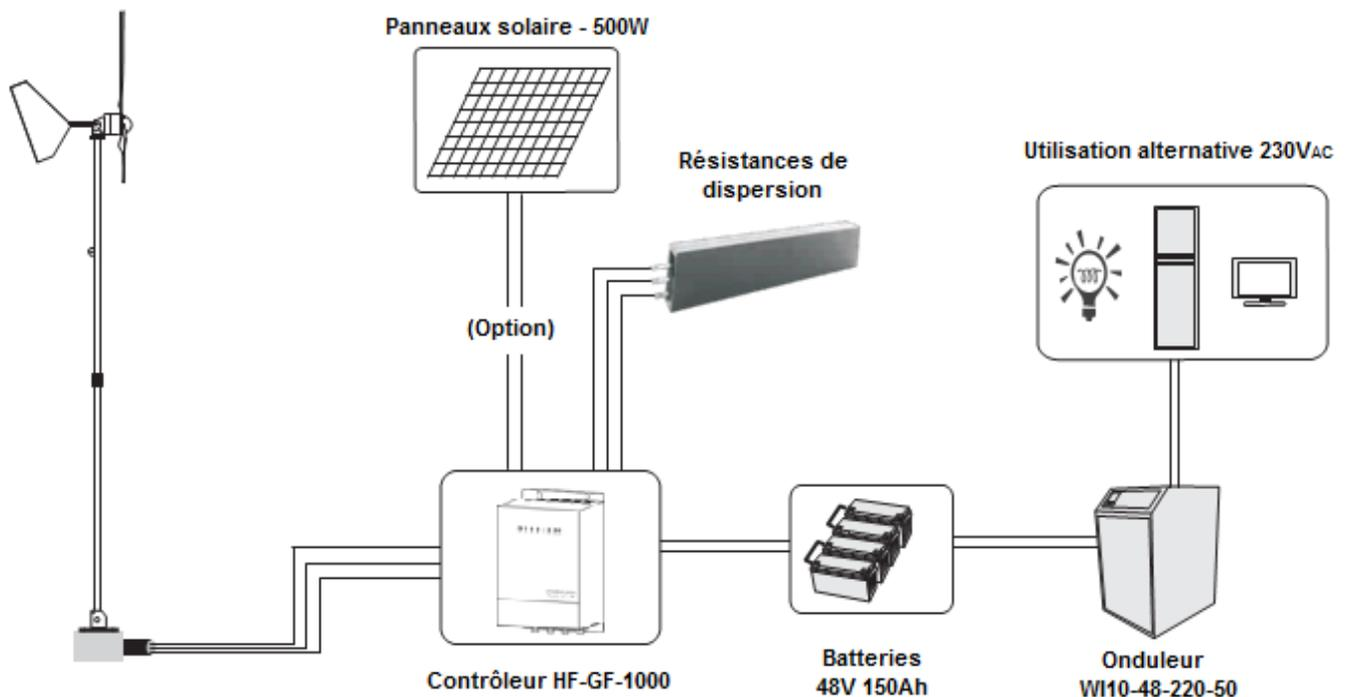 Panneaux solaire - 500W
Résistances de
dispersion
Utilisation alternative 230VAC
(Option)
Contrôleur HF-GF-1000
Batteries
48V 150Ah
Onduleur
WI10-48-220-50